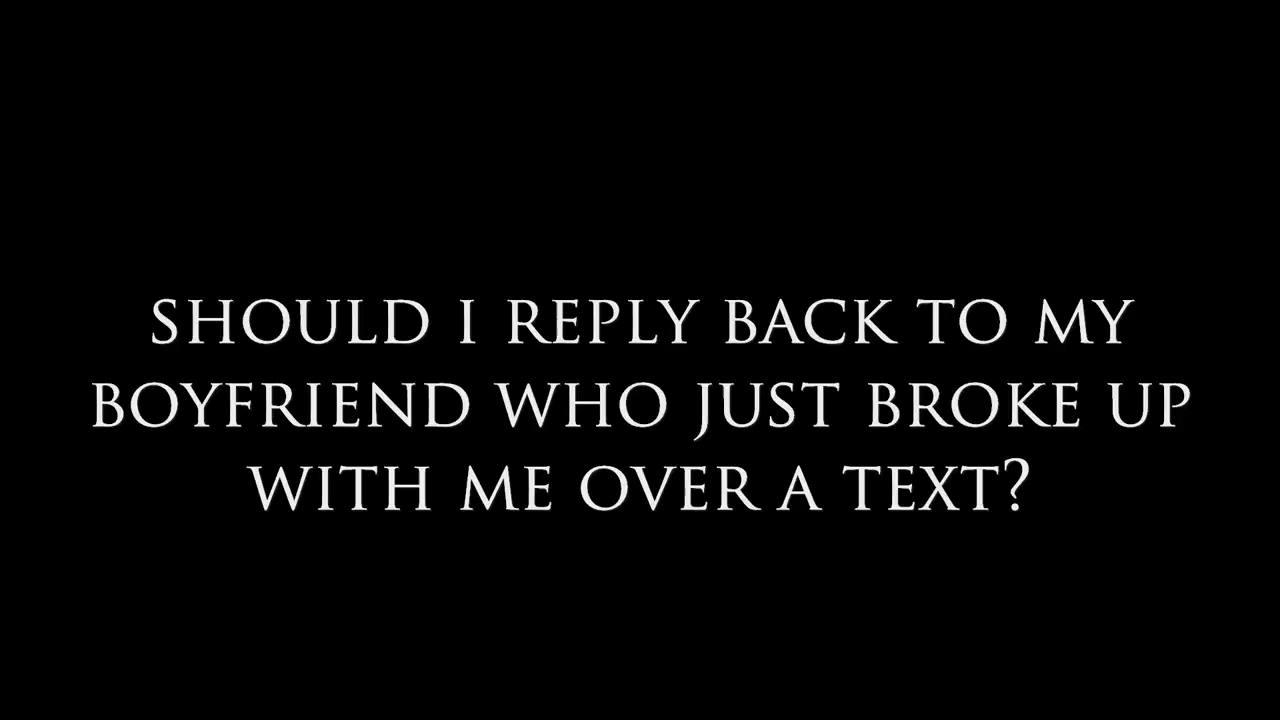 SHOULD I REPLY BACK TO MY
BOYFRIEND WHO JUST BROKE UP
WITH ME OVER A TEXT?